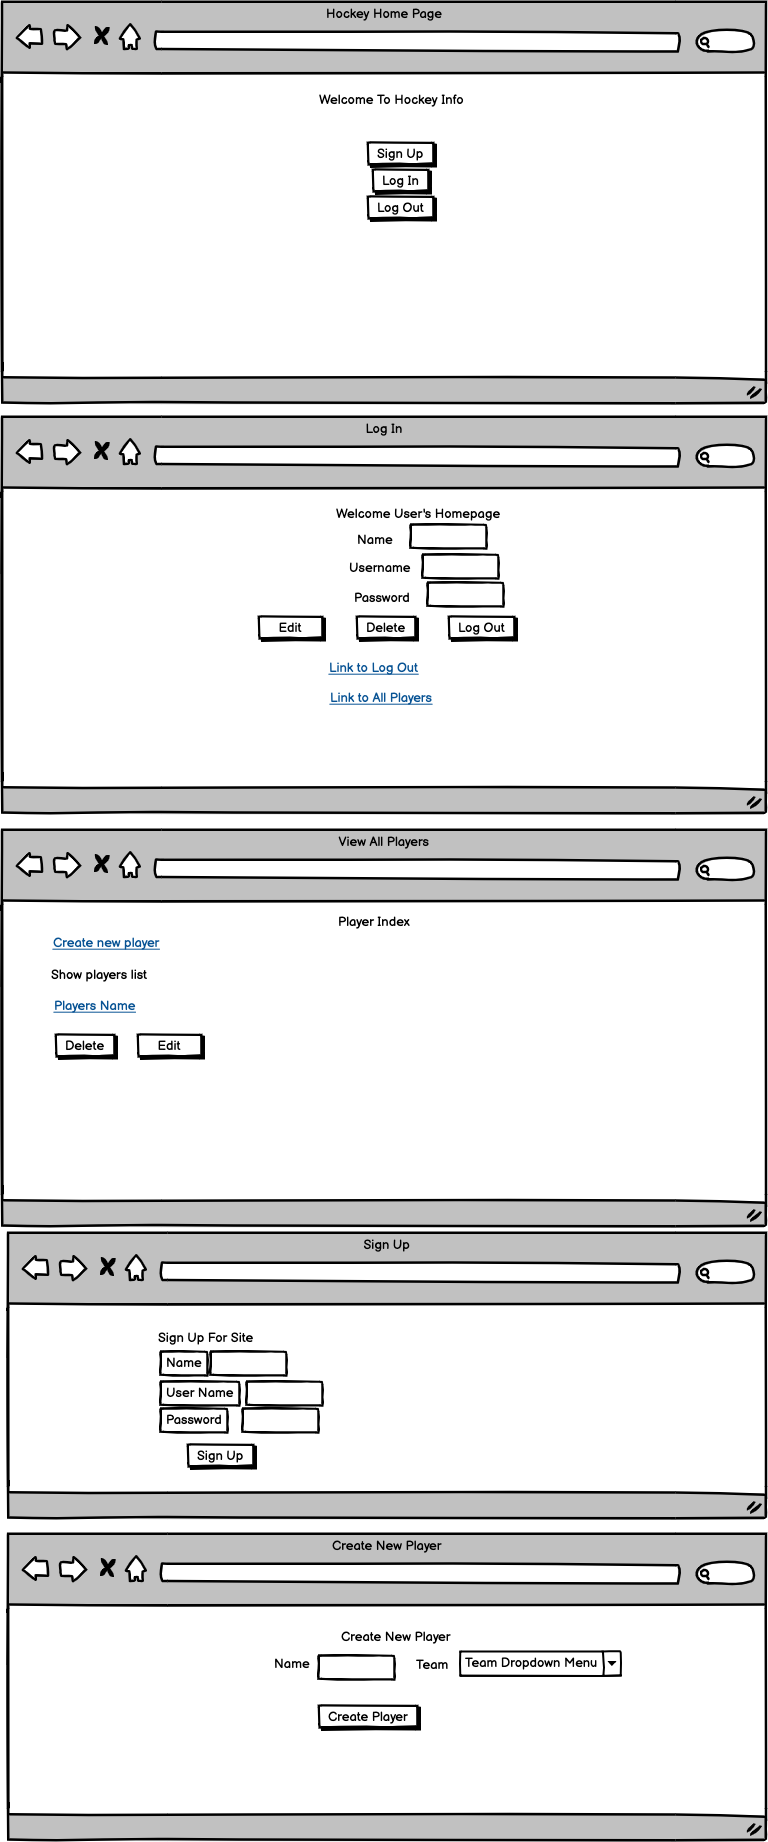 Hockey Home Page
Welcome To Hockey Info
Sign Up
Log In
Log Out
Log In
Welcome User's Homepage
Name
Username
Password
Edit Delete Log Out
Link to Log Out
Link to All Players
View All Players
Player Index
Create new player
Show players list
Players Name
Delete Edit
Sign Up
Sign Up For Site
Name
User Name
Password
Sign Up
Create New Player
Create New Player
Name Team Team Dropdown Menu
Create Player